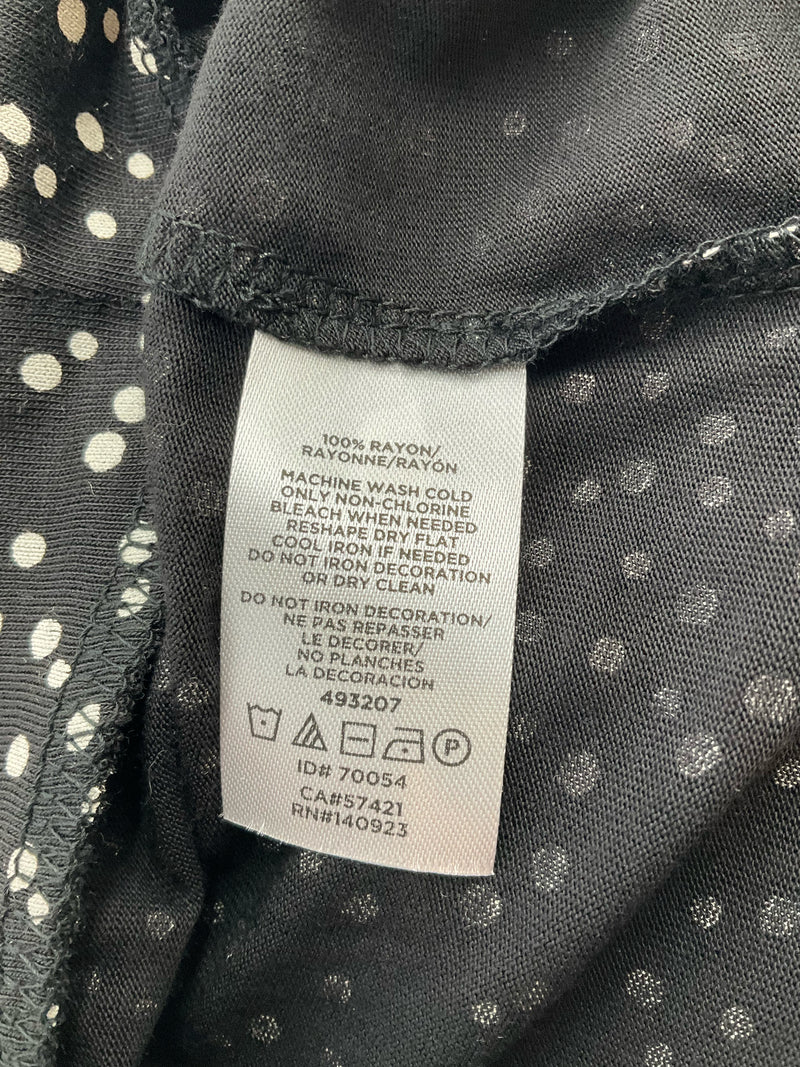 100% RAYON/
RAYONNE/RAYÓN
MACHINE WASH COLD
ONLY NON-CHLORINE
BLEACH WHEN NEEDED
RESHAPE DRY FLAT
COOL IRON IF NEEDED
DO NOT IRON DECORATION
OR DRY CLEAN
DO NOT IRON DECORATION/
NE PAS REPASSER
LE DECORER/
NO PLANCHES
LA DECORACION
493207
P
ID# 70054
CA#57421
RN#140923